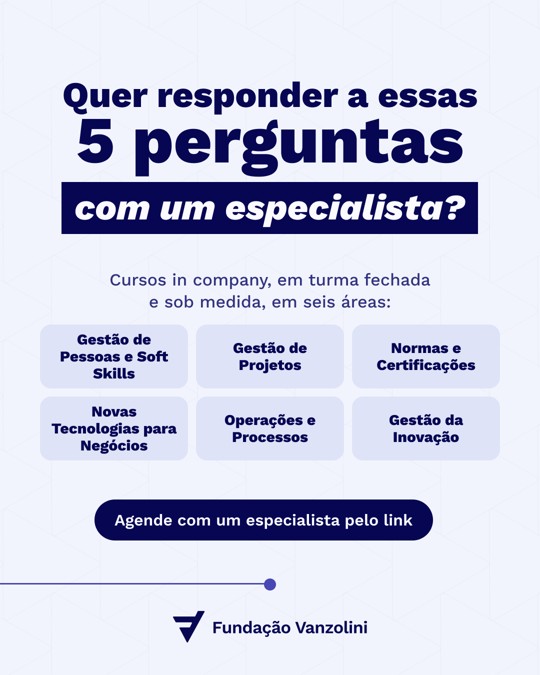 Quer responder a essas
5 perguntas
com um especialista?
Cursos in company, em turma fechada
e sob medida, em seis áreas:
Gestão de
Pessoas e Soft
Skills
Gestão de
Projetos
Normas e
Certificações
Novas
Tecnologias para
Negócios
Operações e
Processos
Gestão da
Inovação
Agende com um especialista pelo link
Fundação Vanzolini